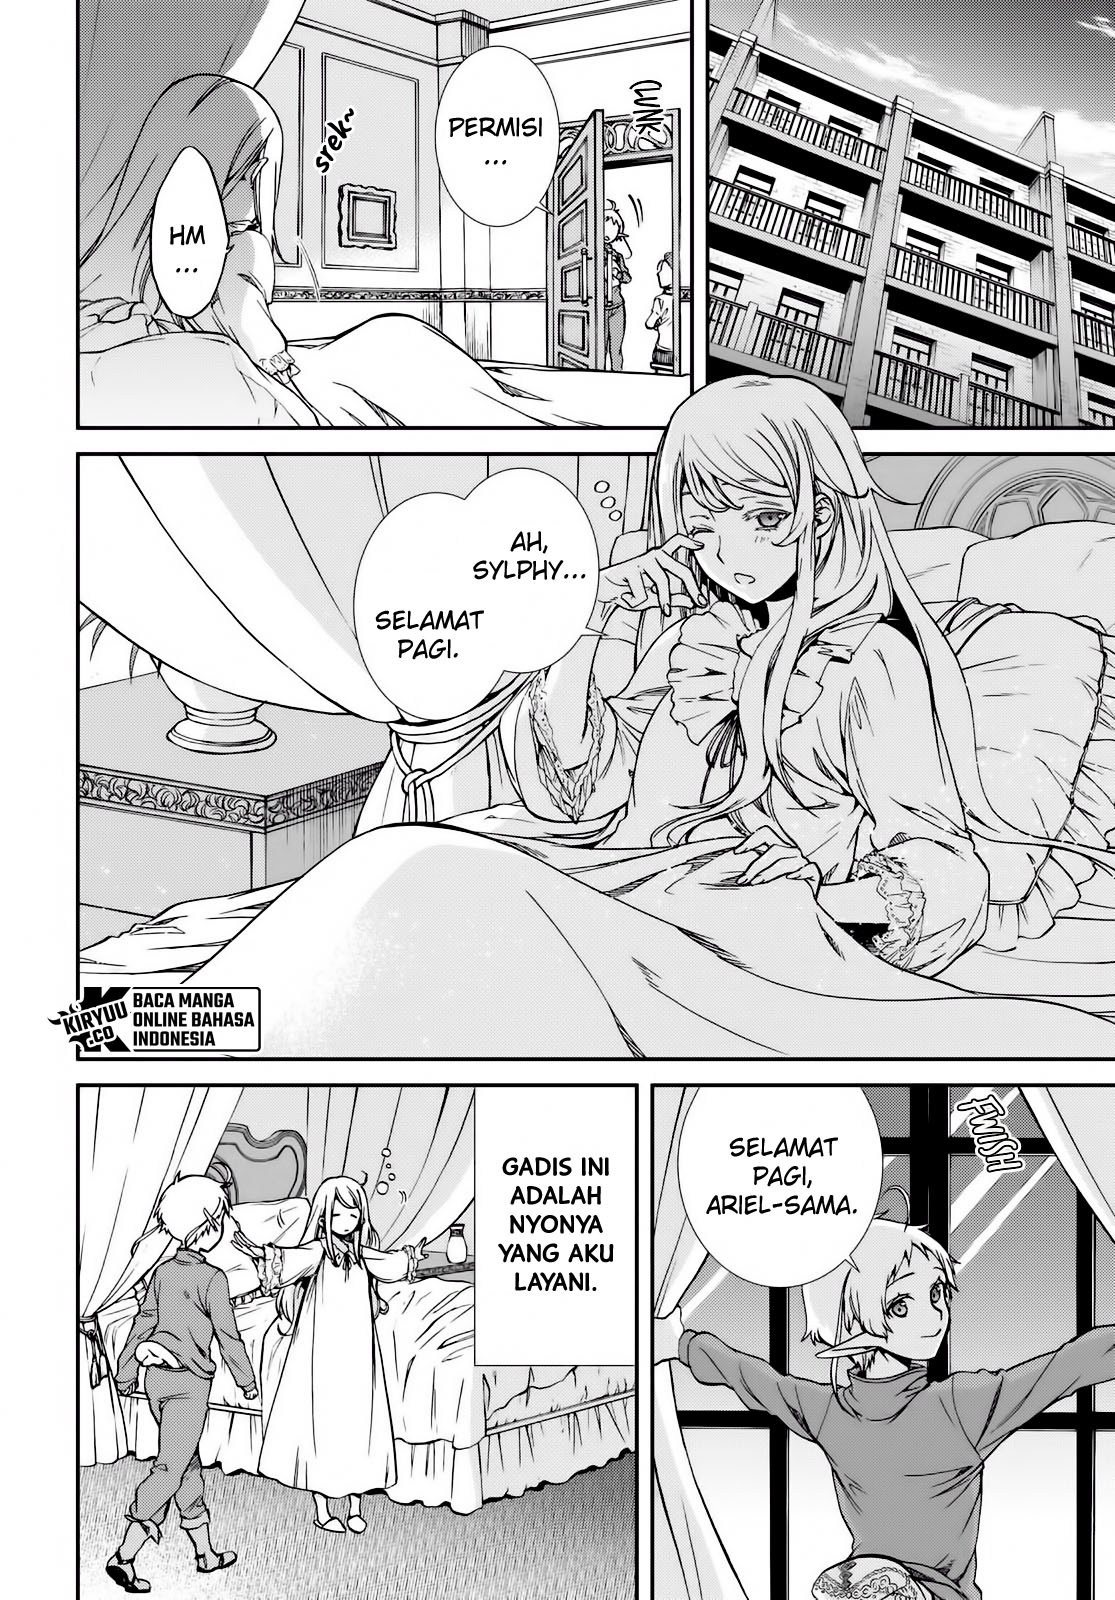 CLUNK
PERMISI
...
srek~
HM
...
AH,
SYLPHY...
SELAMAT
PAGI.
KIRYUU
.CO
BACA MANGA
ONLINE BAHASA
INDONESIA
FWISH
SELAMAT
PAGI,
ARIEL-SAMA.
GADIS INI
ADALAH
NYONYA
YANG AKU
LAYANI.